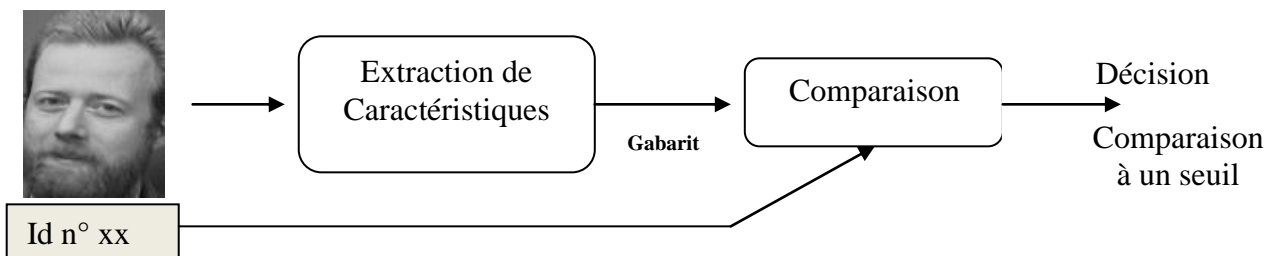 Extraction de
Caractéristiques
Gabarit
Comparaison
Décision
Comparaison
à un seuil
Id n° xx